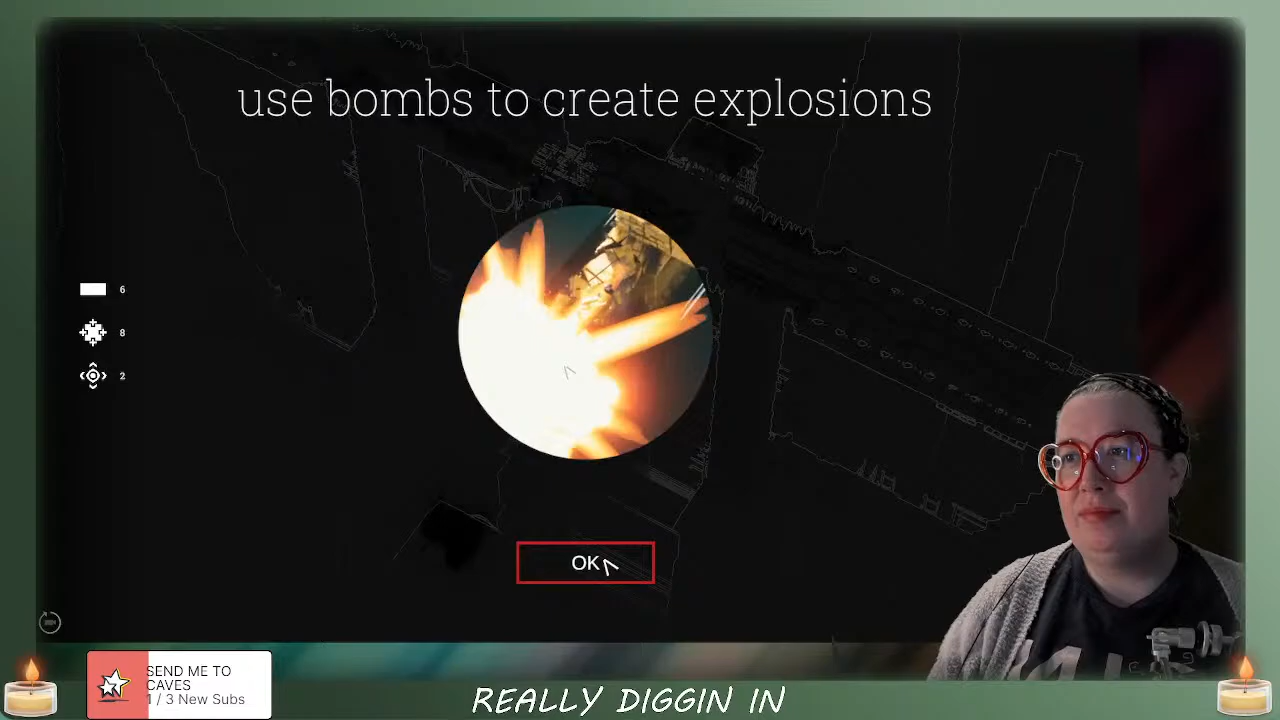 use bombs to create explosions
6
8
2
OK
SEND ME TO
CAVES
1 / 3 New Subs
REALLY DIGGIN IN